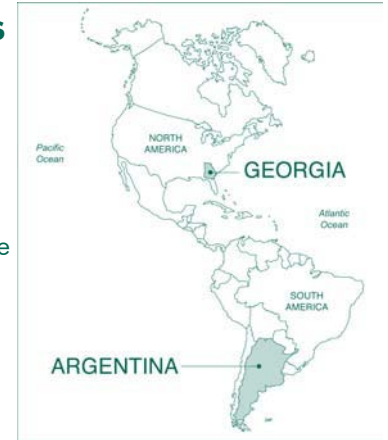 s
NORTH
AMERICA
Pacific
Ocean
GEORGIA
Atlantic
Ocean
e
SOUTH
AMERICA
ARGENTINA